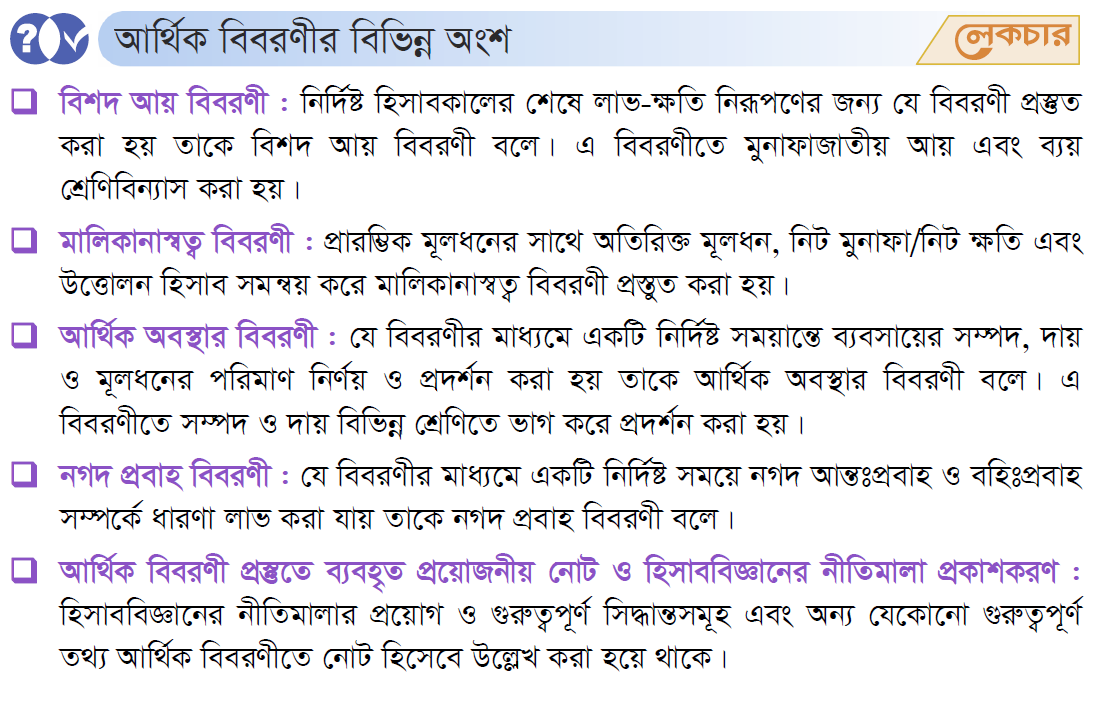 আর্থিক বিবরণীর বিভিন্ন অংশ
লেকচার
বিশদ আয় বিবরণী : নির্দিষ্ট হিসাবকালের শেষে লাভ-ক্ষতি নিরূপণের জন্য যে বিবরণী প্রস্তুত
করা হয় তাকে বিশদ আয় বিবরণী বলে। এ বিবরণীতে মুনাফাজাতীয় আয় এবং ব্যয়
শ্রেণিবিন্যাস করা হয়।
মালিকানাস্বত্ব বিবরণী : প্রারম্ভিক মূলধনের সাথে অতিরিক্ত মূলধন, নিট মুনাফা/নিট ক্ষতি এবং
উত্তোলন হিসাব সমন্বয় করে মালিকানাস্বত্ব বিবরণী প্রস্তুত করা হয়।
আর্থিক অবস্থার বিবরণী : যে বিবরণীর মাধ্যমে একটি নির্দিষ্ট সময়ান্তে ব্যবসায়ের সম্পদ, দায়
ও মূলধনের পরিমাণ নির্ণয় ও প্রদর্শন করা হয় তাকে আর্থিক অবস্থার বিবরণী বলে। এ
বিবরণীতে সম্পদ ও দায় বিভিন্ন শ্রেণিতে ভাগ করে প্রদর্শন করা হয়।
নগদ প্রবাহ বিবরণী : যে বিবরণীর মাধ্যমে একটি নির্দিষ্ট সময়ে নগদ আন্তঃপ্রবাহ ও বহিঃপ্রবাহ
সম্পর্কে ধারণা লাভ করা যায় তাকে নগদ প্রবাহ বিবরণী বলে।
আর্থিক বিবরণী প্রস্তুতে ব্যবহৃত প্রয়োজনীয় নোট ও হিসাববিজ্ঞানের নীতিমালা প্রকাশকরণ :
হিসাববিজ্ঞানের নীতিমালার প্রয়োগ ও গুরুত্বপূর্ণ সিদ্ধান্তসমূহ এবং অন্য যেকোনো গুরুত্বপূর্ণ
তথ্য আর্থিক বিবরণীতে নোট হিসেবে উল্লেখ করা হয়ে থাকে।